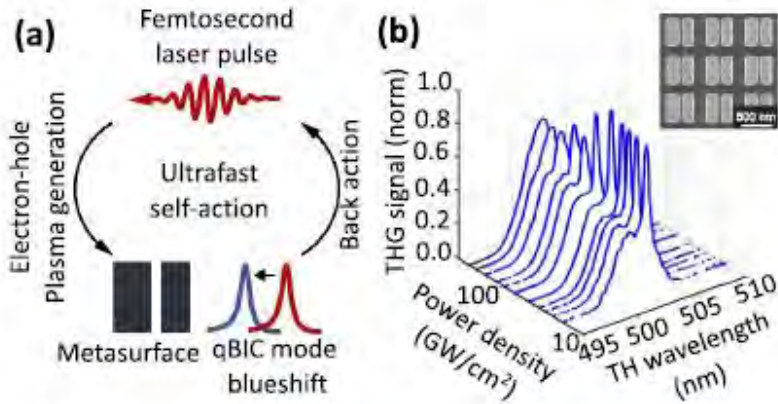 (a)
Femtosecond
laser pulse
Electron-hole
Plasma generation
Ultrafast
self-action
Back action
Metasurface
qBIC mode
blueshift
(b)
500 nm
THG signal (norm)
1.0
0.8
0.6
0.4
0.2
0.0
100
10
Power density
(GW/cm²)
495
500
505
510
TH wavelength
(nm)